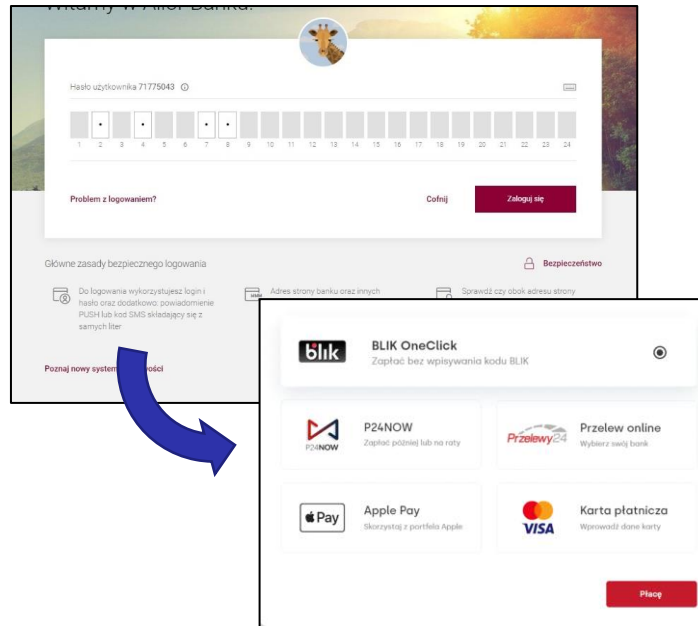 Witamy w Alior Banku!
Hasło użytkownika 71775043
1 2 3 4 5 6 7 8 9 10 11 12 13 14 15 16 17 18 19 20 21 22 23 24
Problem z logowaniem?
Cofnij
Zaloguj się
Główne zasady bezpiecznego logowania
Bezpieczeństwo
Do logowania wykorzystujesz login i
hasło oraz dodatkowo: powiadomienie
PUSH lub kod SMS składający się z
samych liter
Adres strony banku oraz innych
Sprawdź czy obok adresu strony
Poznaj nowy system
ości
blik
BLIK OneClick
Zapłać bez wpisywania kodu BLIK
P24NOW
P24NOW
Zapłać później lub na raty
Przelewy24
Przelew online
Wybierz swój bank
Pay
Apple Pay
Skorzystaj z portfela Apple
VISA
Karta płatnicza
Wprowadź dane karty
Płacę